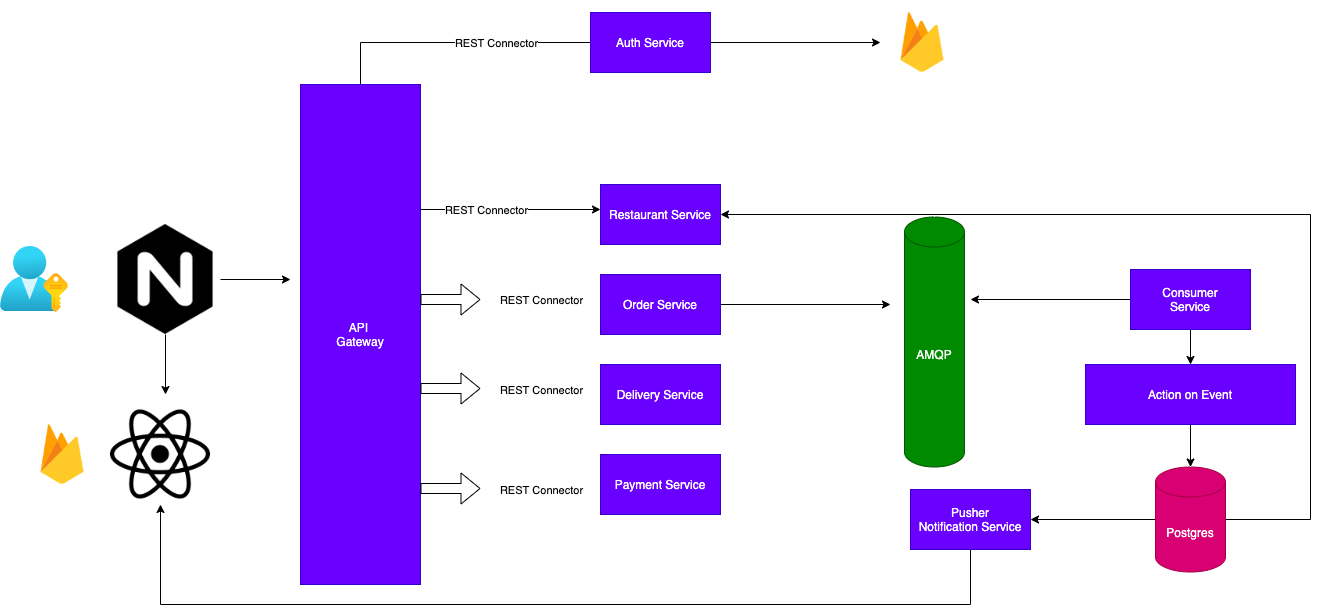 REST Connector
Auth Service
REST Connector
Restaurant Service
API
Gateway
REST Connector
Order Service
AMQP
Consumer
Service
REST Connector
Delivery Service
Action on Event
REST Connector
Payment Service
Pusher
Notification Service
Postgres